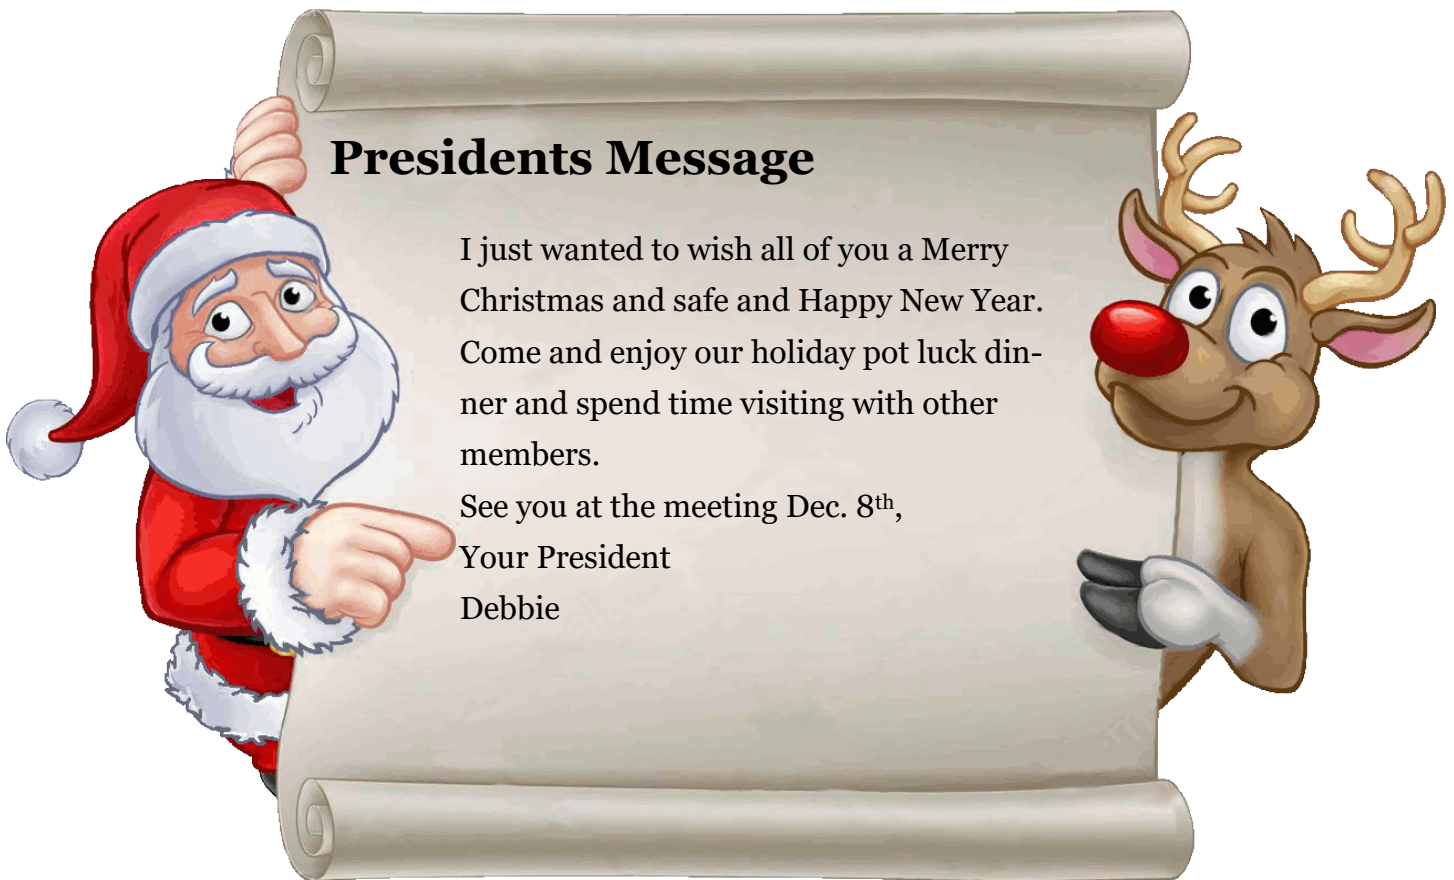 Presidents Message
I just wanted to wish all of you a Merry
Christmas and safe and Happy New Year.
Come and enjoy our holiday pot luck din-
ner and spend time visiting with other
members.
See you at the meeting Dec. 8th,
Your President
Debbie